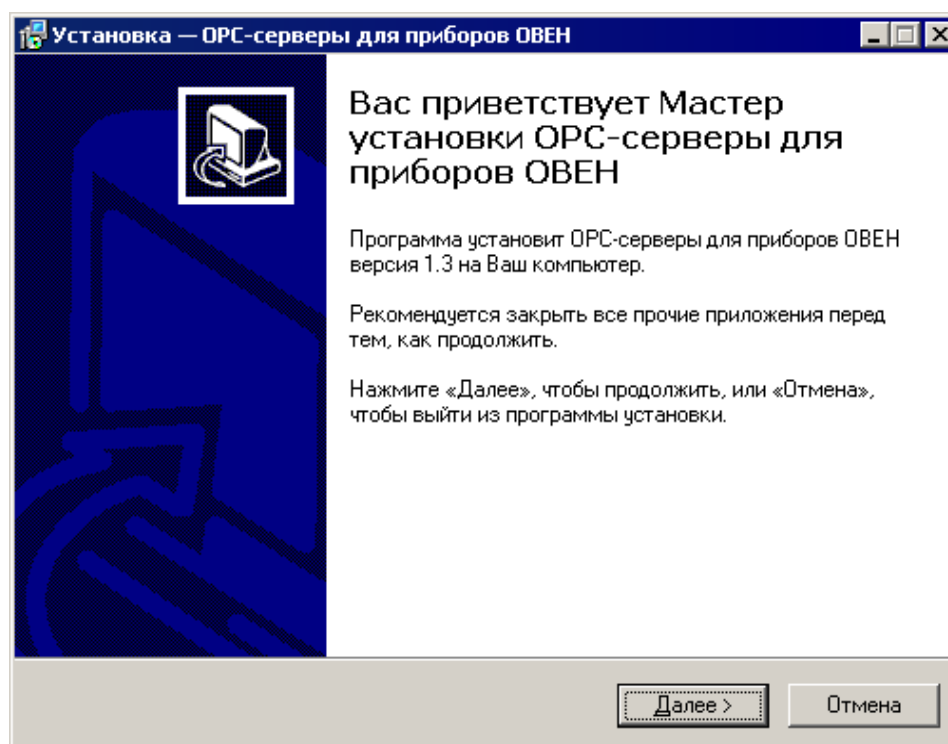 Установка — OPC-серверы для приборов ОВЕН
Вас приветствует Мастер
установки OPC-серверы для
приборов ОВЕН
Программа установит OPC-серверы для приборов ОВЕН
версия 1.3 на Ваш компьютер.
Рекомендуется закрыть все прочие приложения перед
тем, как продолжить.
Нажмите «Далее», чтобы продолжить, или «Отмена»,
чтобы выйти из программы установки.
Далее > Отмена